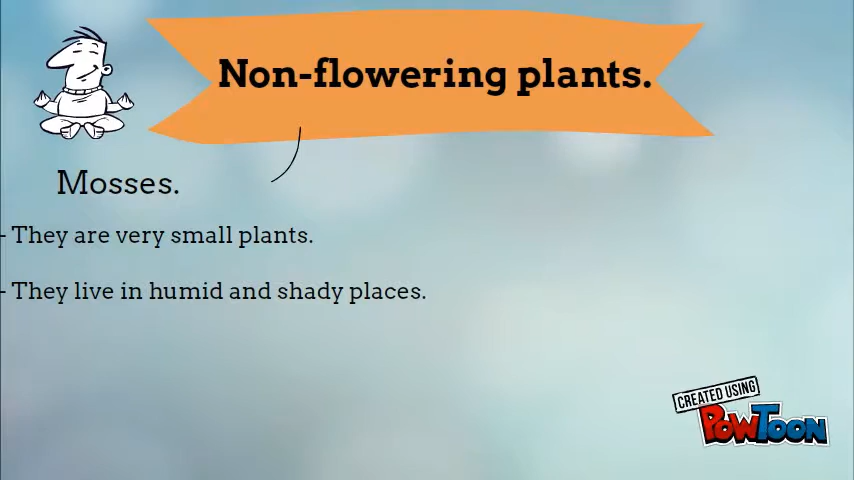 Non-flowering plants.
Mosses.
- They are very small plants.
- They live in humid and shady places.
CREATED USING
POWTOON